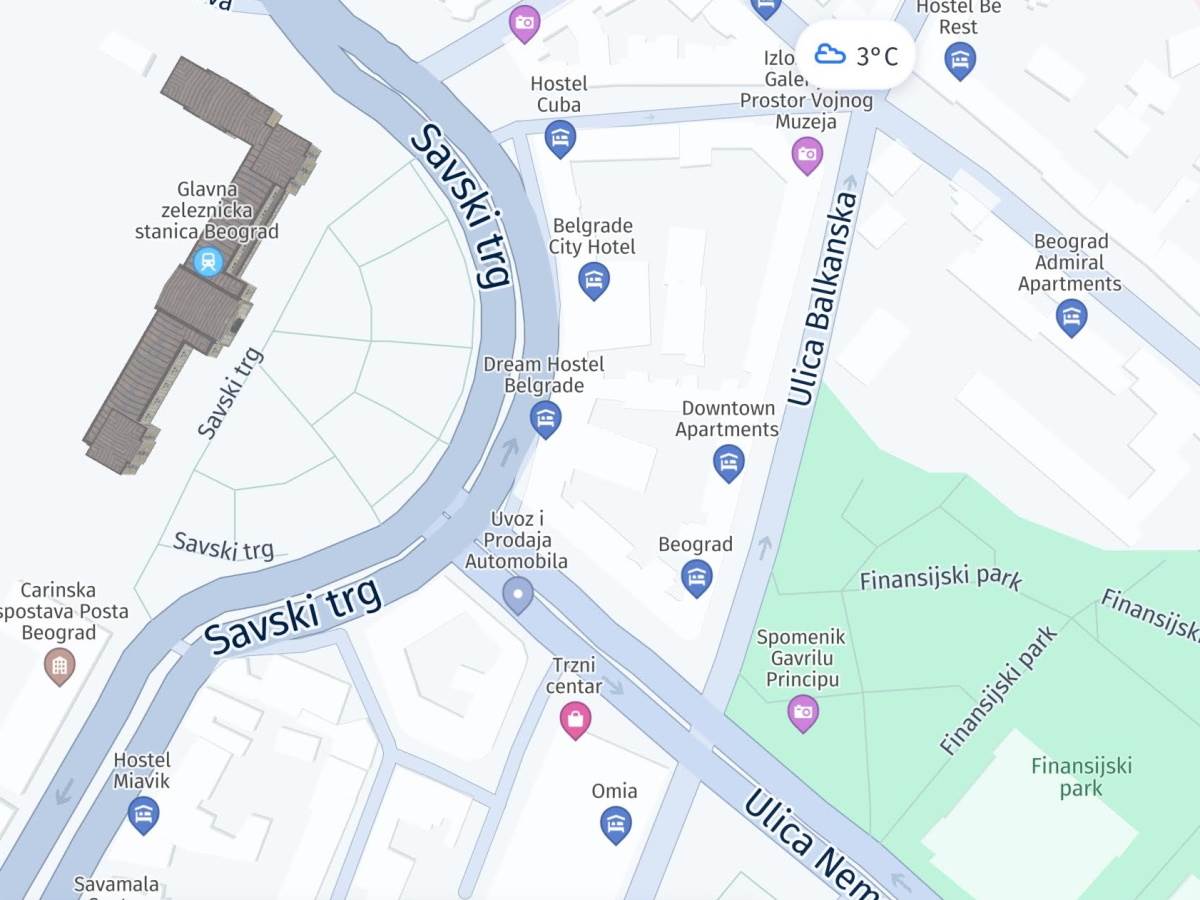 Hostel Be
Rest
3°C
Galer
Prostor Vojnog
Muzeja
Hostel
Cuba
Savski trg
Glavna
zeleznicka
stanica Beograd
Belgrade
City Hotel
Ulica Balkanska
Beograd
Admiral
Apartments
Savski trg
Dream Hostel
Belgrade
Downtown
Apartments
Uvoz i
Prodaja
Automobila
Savski trg
Beograd
Finansijski park
Carinska
spostava Posta
Beograd
Savski trg
Finansijski
Finansijski park
Spomenik
Gavrilu
Principu
Trzni
centar
Hostel
Miavik
Finansijski
park
Omia
Ulica Nem
Savamala